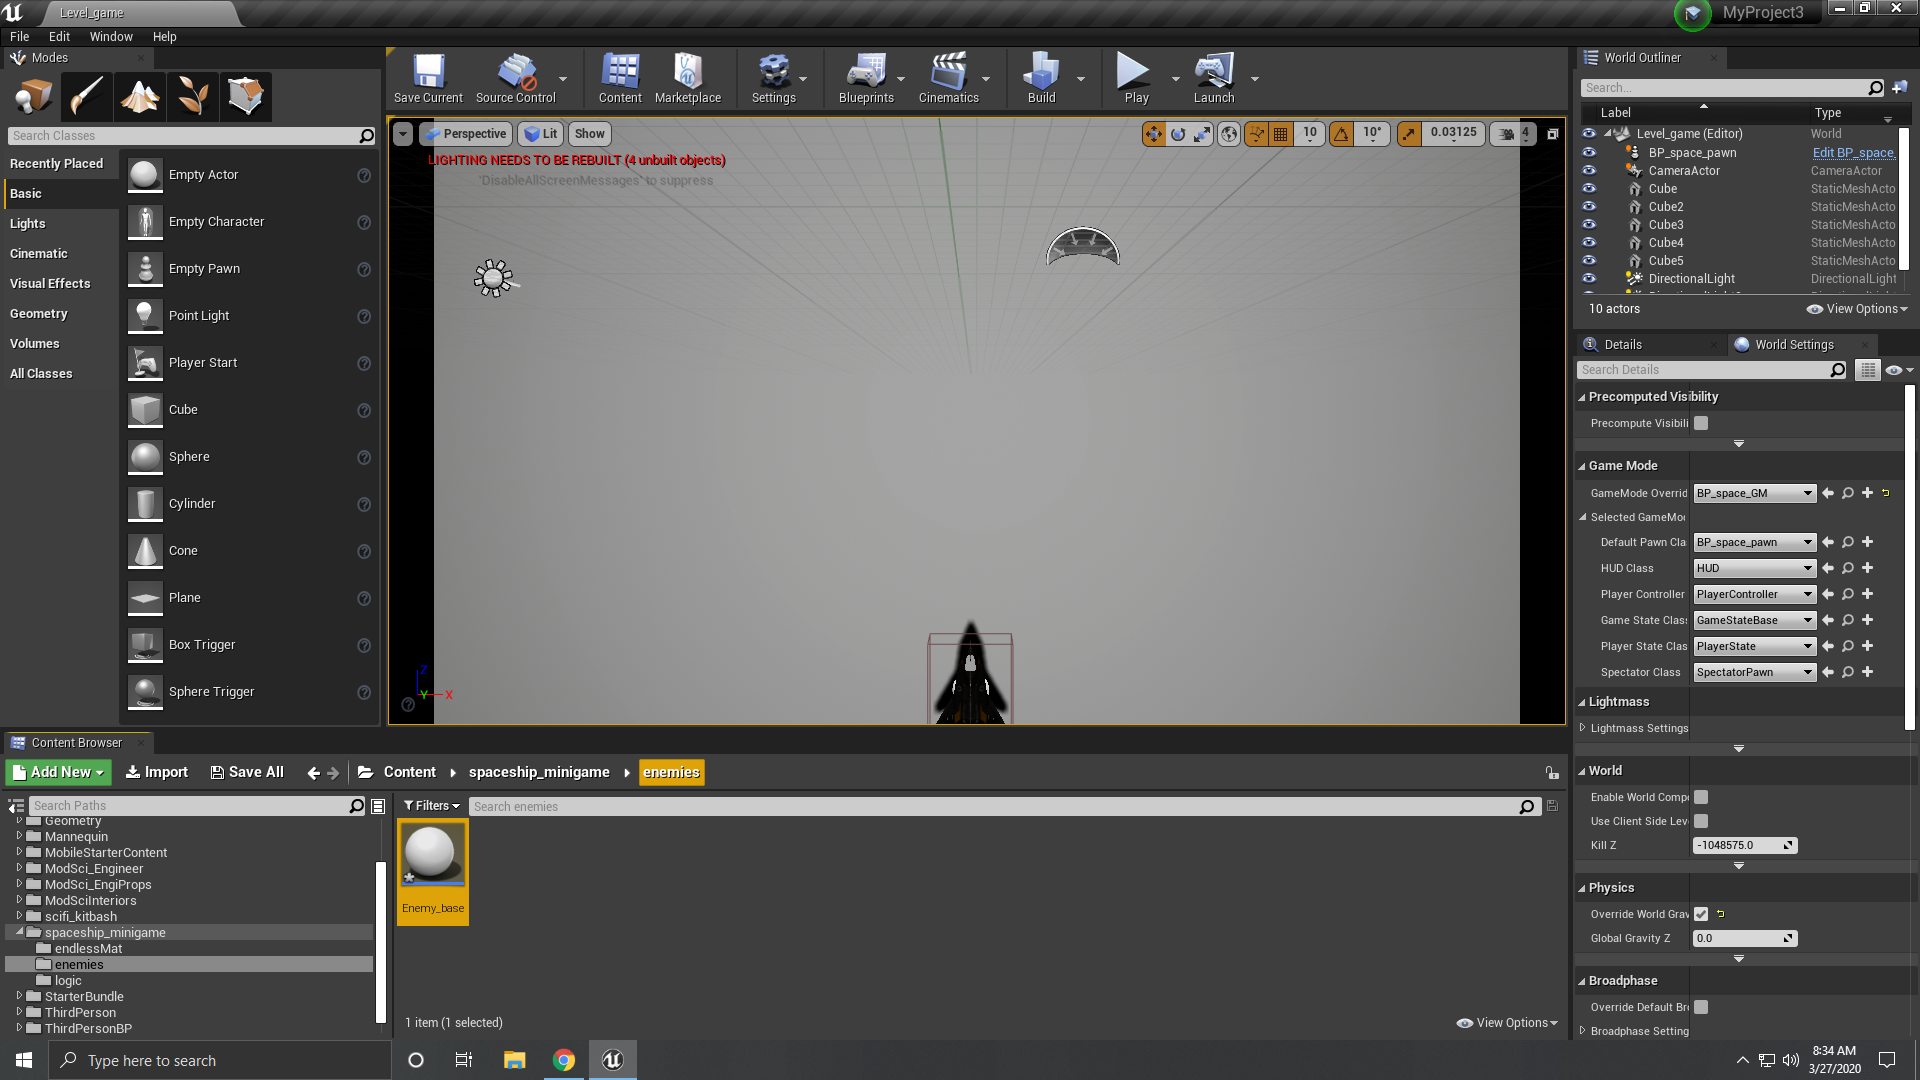 Level_game
MyProject3
File Edit Window Help
Modes
Search Classes
Recently Placed
Basic
Lights
Cinematic
Visual Effects
Geometry
Volumes
All Classes
Empty Actor
Empty Character
Empty Pawn
Point Light
Player Start
Cube
Sphere
Cylinder
Cone
Plane
Box Trigger
Sphere Trigger
Save Current
Source Control
Content
Marketplace
Settings
Blueprints
Cinematics
Build
Play
Launch
Perspective
Lit
Show
10
10°
0.03125
4
LIGHTING NEEDS TO BE REBUILT (4 unbuilt objects)
'DisableAllScreenMessages' to suppress
Z
Y
X
World Outliner
Search...
Label Type
Level_game (Editor) World
BP_space_pawn Edit BP_space_
CameraActor CameraActor
Cube StaticMeshActo
Cube2 StaticMeshActo
Cube3 StaticMeshActo
Cube4 StaticMeshActo
Cube5 StaticMeshActo
DirectionalLight DirectionalLight
10 actors
View Options
Details
World Settings
Search Details
Precomputed Visibility
Precompute Visibili
Game Mode
GameMode Overrid BP_space_GM
Selected GameMo
Default Pawn Cla BP_space_pawn
HUD Class HUD
Player Controller PlayerController
Game State Class GameStateBase
Player State Clas PlayerState
Spectator Class SpectatorPawn
Lightmass
Lightmass Settings
World
Enable World Comp
Use Client Side Lev
Kill Z -1048575.0
Physics
Override World Grav
Global Gravity Z 0.0
Broadphase
Override Default Br
Broadphase Setting
Content Browser
Add New
Import
Save All
Content
spaceship_minigame
enemies
Search Paths
Geometry
Mannequin
MobileStarterContent
ModSci_Engineer
ModSci_EngiProps
ModSciInteriors
scifi_kitbash
spaceship_minigame
endlessMat
enemies
logic
StarterBundle
ThirdPerson
ThirdPersonBP
Filters
Search enemies
Enemy_base
1 item (1 selected)
View Options
Type here to search
8:34 AM
3/27/2020